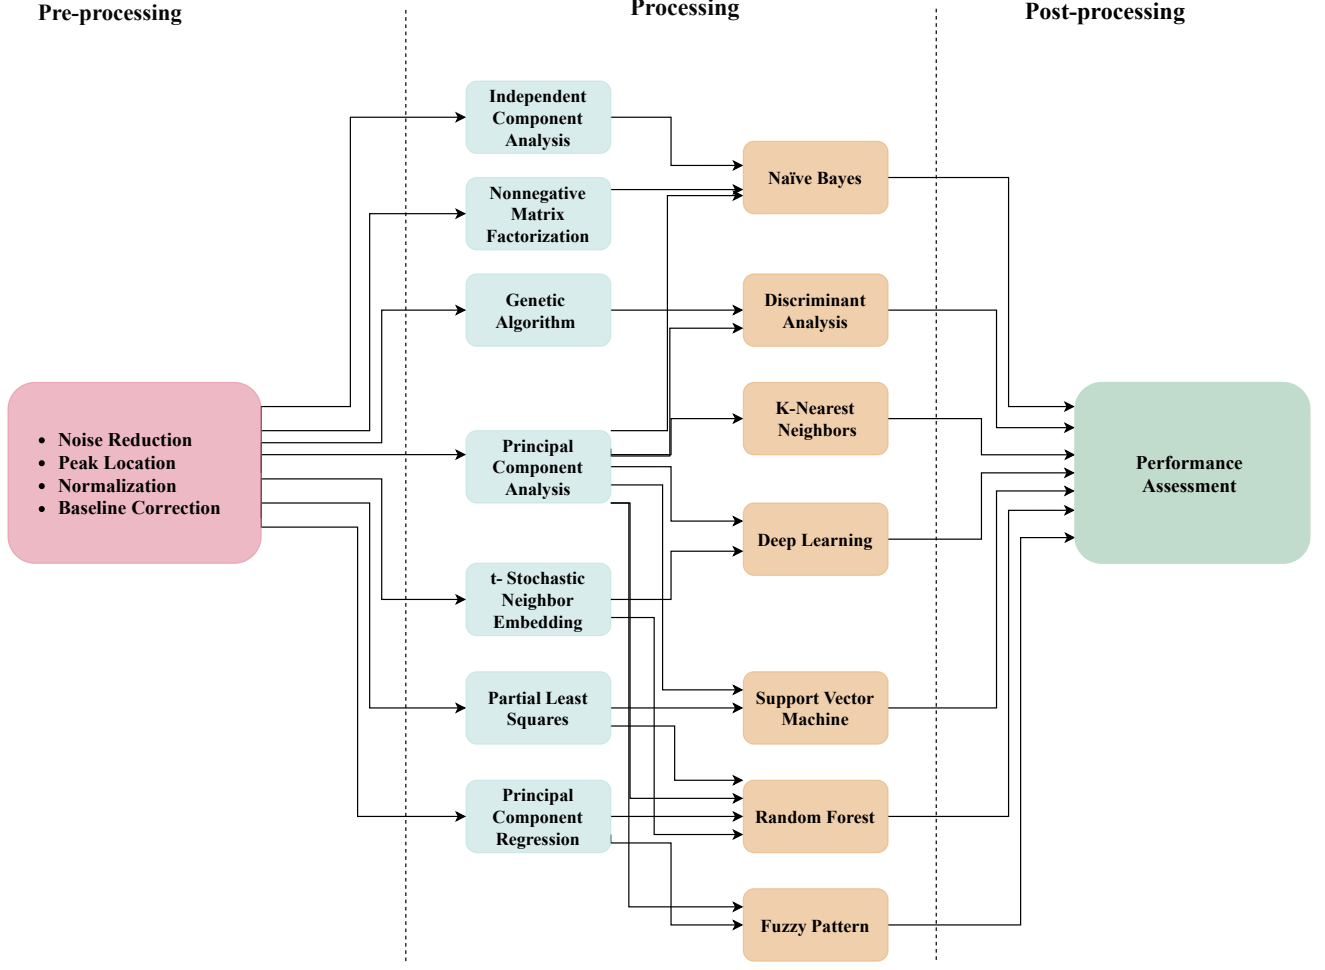 Pre-processing
Processing
Post-processing
• Noise Reduction
• Peak Location
• Normalization
• Baseline Correction
Independent
Component
Analysis
Nonnegative
Matrix
Factorization
Genetic
Algorithm
Principal
Component
Analysis
t- Stochastic
Neighbor
Embedding
Partial Least
Squares
Principal
Component
Regression
Naïve Bayes
Discriminant
Analysis
K-Nearest
Neighbors
Deep Learning
Support Vector
Machine
Random Forest
Fuzzy Pattern
Performance
Assessment